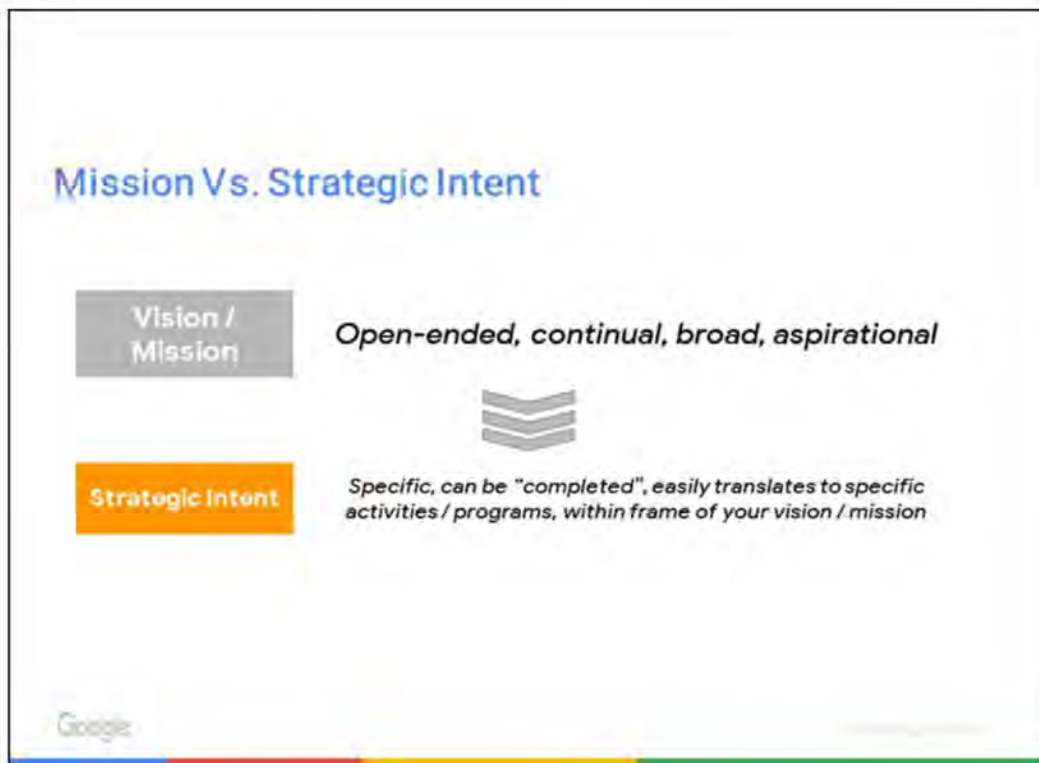 Mission Vs. Strategic Intent
Vision /
Mission
Open-ended, continual, broad, aspirational
Strategic Intent
Specific, can be "completed", easily translates to specific
activities / programs, within frame of your vision / mission
Google